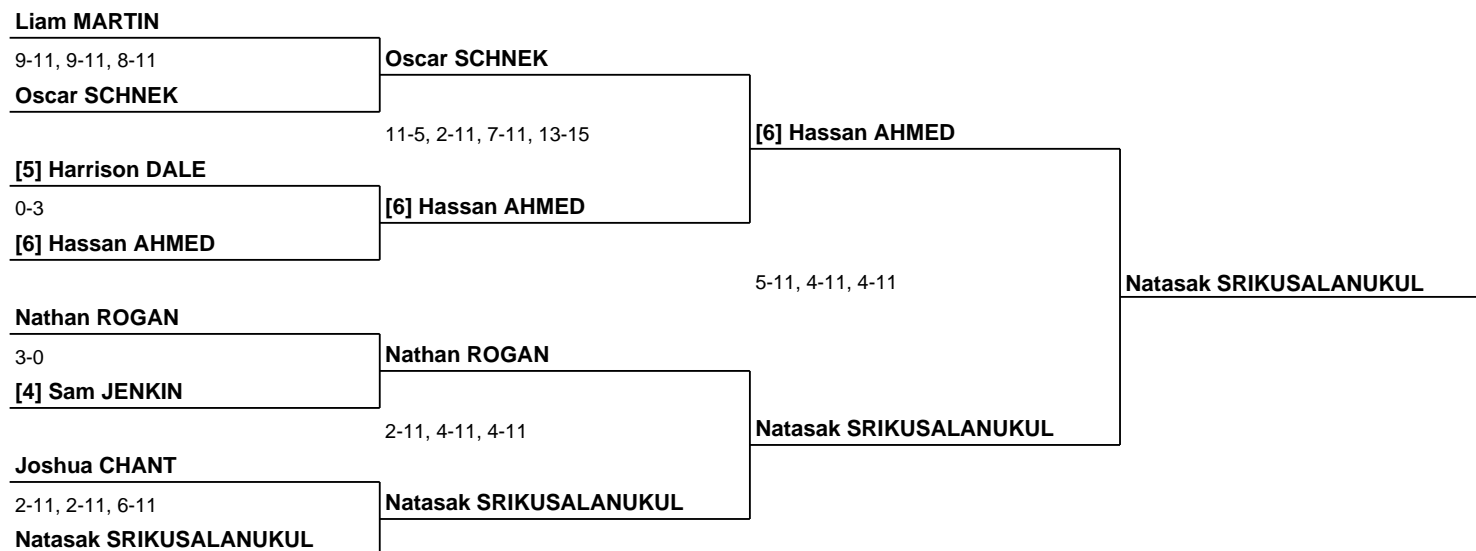 Liam MARTIN
9-11, 9-11, 8-11
Oscar SCHNEK
Oscar SCHNEK
11-5, 2-11, 7-11, 13-15
[6] Hassan AHMED
[5] Harrison DALE
0-3
[6] Hassan AHMED
[6] Hassan AHMED
5-11, 4-11, 4-11
Natasak SRIKUSALANUKUL
Nathan ROGAN
3-0
Nathan ROGAN
[4] Sam JENKIN
2-11, 4-11, 4-11
Natasak SRIKUSALANUKUL
Joshua CHANT
2-11, 2-11, 6-11
Natasak SRIKUSALANUKUL
Natasak SRIKUSALANUKUL